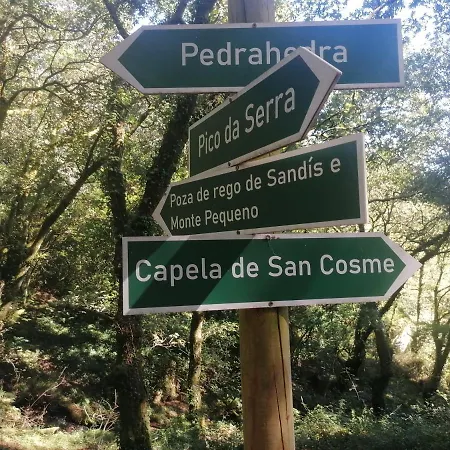 Pedrahedra
Pico da Serra
Poza de rego de Sandís e
Monte Pequeno
Capela de San Cosme